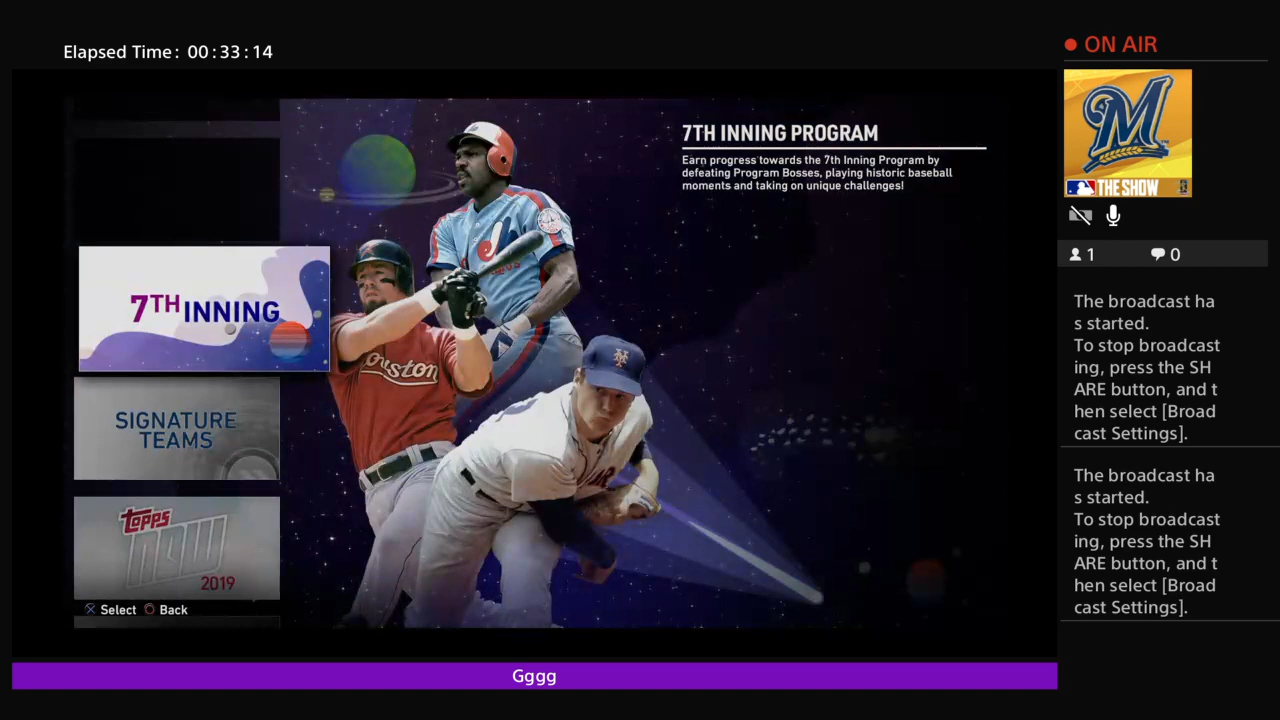 Elapsed Time: 00:33:14
ON AIR
M
THE SHOW
1
0
7TH INNING PROGRAM
Earn progress towards the 7th Inning Program by
defeating Program Bosses, playing historic baseball
moments and taking on unique challenges!
7TH INNING
SIGNATURE
TEAMS
TOPPS
NOW
2019
Select Back
Houston
The broadcast ha
s started.
To stop broadcast
ing, press the SH
ARE button, and t
hen select [Broad
cast Settings].
The broadcast ha
s started.
To stop broadcast
ing, press the SH
ARE button, and t
hen select [Broad
cast Settings].
Gggg